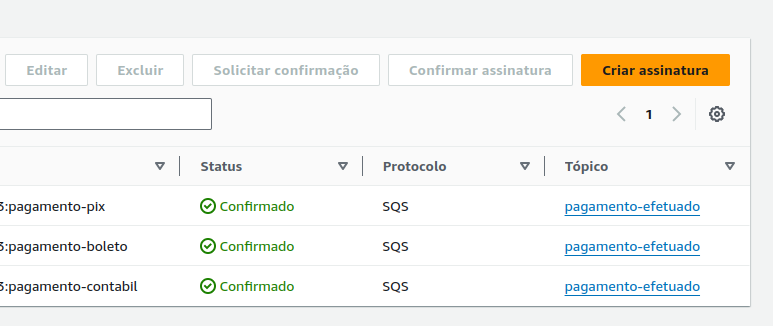 Editar Excluir Solicitar confirmação Confirmar assinatura Criar assinatura
1
Status Protocolo Tópico
3:pagamento-pix Confirmado SQS pagamento-efetuado
3:pagamento-boleto Confirmado SQS pagamento-efetuado
3:pagamento-contabil Confirmado SQS pagamento-efetuado